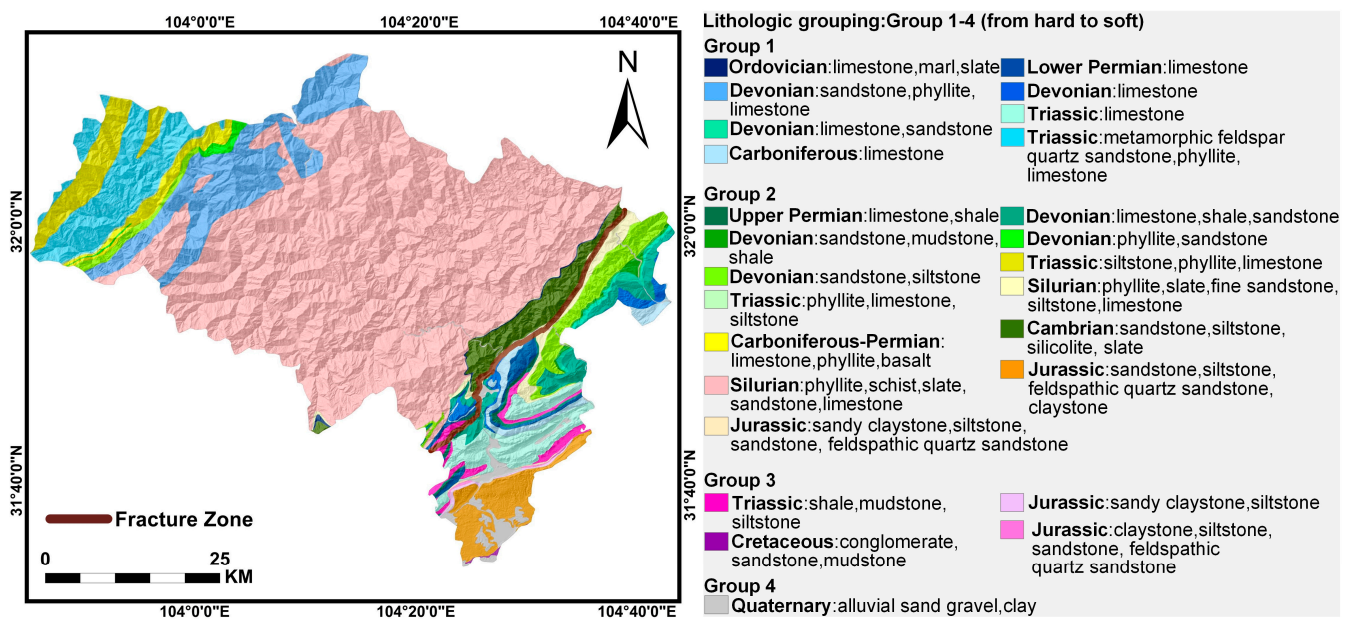 104°0'0"E 104°20'0"E 104°40'0"E
N
32°0'0"N
32°0'0"N
31°40'0"N
31°40'0"N
Fracture Zone
0 25
KM
104°0'0"E 104°20'0"E 104°40'0"E
Lithologic grouping:Group 1-4 (from hard to soft)
Group 1
Ordovician:limestone,marl,slate
Devonian:sandstone,phyllite,
limestone
Devonian:limestone,sandstone
Carboniferous:limestone
Lower Permian:limestone
Devonian:limestone
Triassic:limestone
Triassic:metamorphic feldspar
quartz sandstone,phyllite,
limestone
Group 2
Upper Permian:limestone,shale
Devonian:sandstone,mudstone,
shale
Devonian:sandstone,siltstone
Triassic:phyllite,limestone,
siltstone
Carboniferous-Permian:
limestone,phyllite,basalt
Silurian:phyllite,schist,slate,
sandstone,limestone
Jurassic:sandy claystone,siltstone,
sandstone, feldspathic quartz sandstone
Devonian:limestone,shale,sandstone
Devonian:phyllite,sandstone
Triassic:siltstone,phyllite,limestone
Silurian:phyllite,slate,fine sandstone,
siltstone,limestone
Cambrian:sandstone,siltstone,
silicolite, slate
Jurassic:sandstone,siltstone,
feldspathic quartz sandstone,
claystone
Group 3
Triassic:shale,mudstone,
siltstone
Cretaceous:conglomerate,
sandstone,mudstone
Jurassic:sandy claystone,siltstone
Jurassic:claystone,siltstone,
sandstone, feldspathic
quartz sandstone
Group 4
Quaternary:alluvial sand gravel,clay